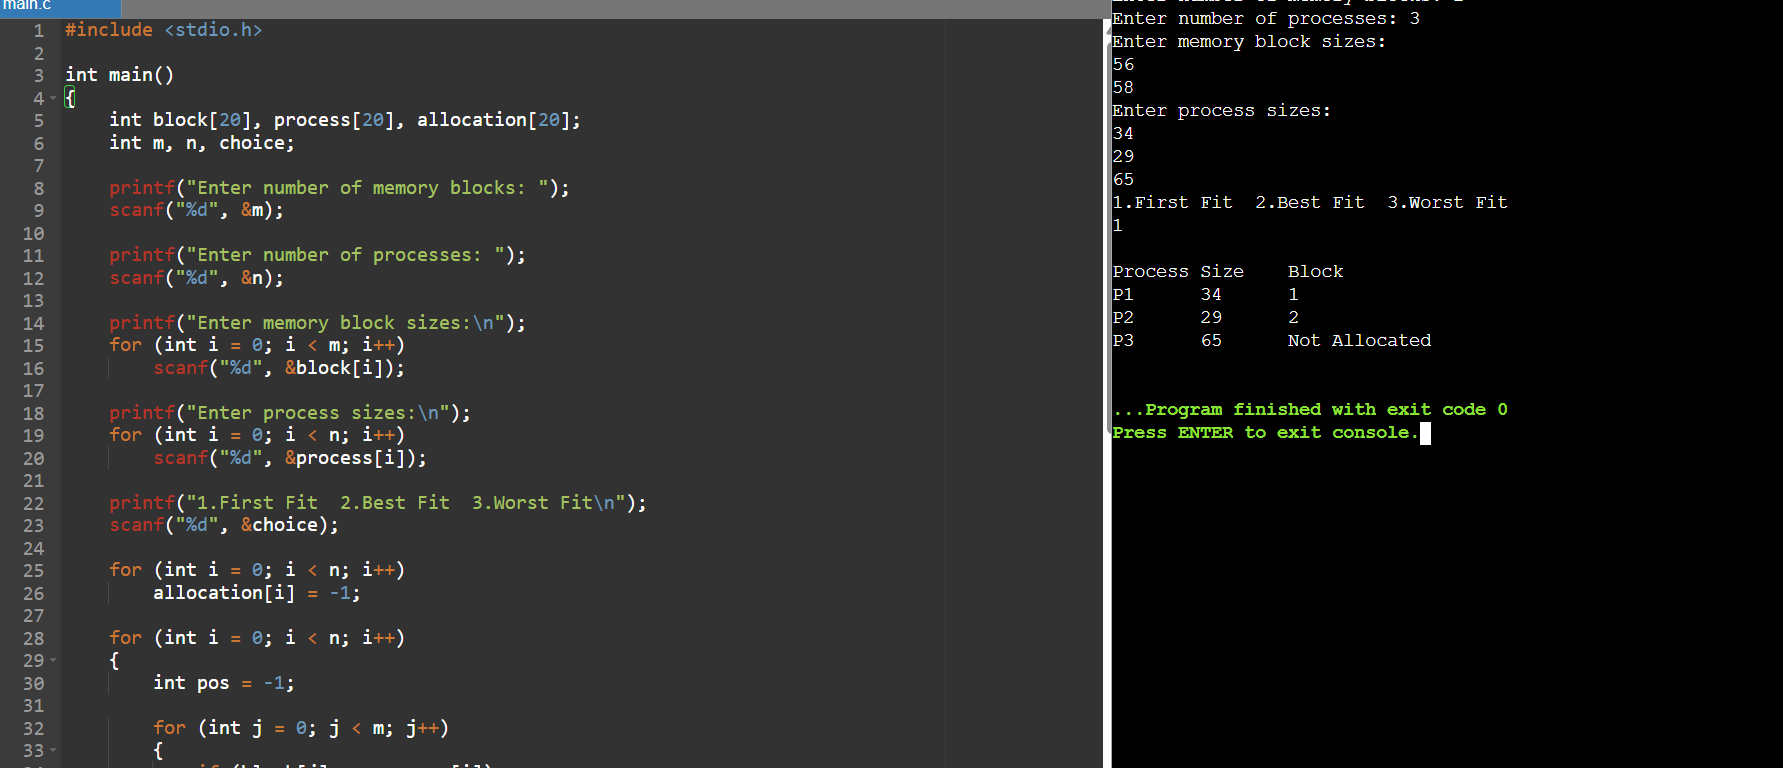 main.c
1 #include <stdio.h>
2
3 int main()
4 {
5 int block[20], process[20], allocation[20];
6 int m, n, choice;
7
8 printf("Enter number of memory blocks: ");
9 scanf("%d", &m);
10
11 printf("Enter number of processes: ");
12 scanf("%d", &n);
13
14 printf("Enter memory block sizes:\n");
15 for (int i = 0; i < m; i++)
16 scanf("%d", &block[i]);
17
18 printf("Enter process sizes:\n");
19 for (int i = 0; i < n; i++)
20 scanf("%d", &process[i]);
21
22 printf("1.First Fit  2.Best Fit  3.Worst Fit\n");
23 scanf("%d", &choice);
24
25 for (int i = 0; i < n; i++)
26 allocation[i] = -1;
27
28 for (int i = 0; i < n; i++)
29 {
30 int pos = -1;
31
32 for (int j = 0; j < m; j++)
33 {
Enter number of processes: 3
Enter memory block sizes:
56
58
Enter process sizes:
34
29
65
1.First Fit  2.Best Fit  3.Worst Fit
1
Process Size    Block
P1      34      1
P2      29      2
P3      65      Not Allocated
...Program finished with exit code 0
Press ENTER to exit console.